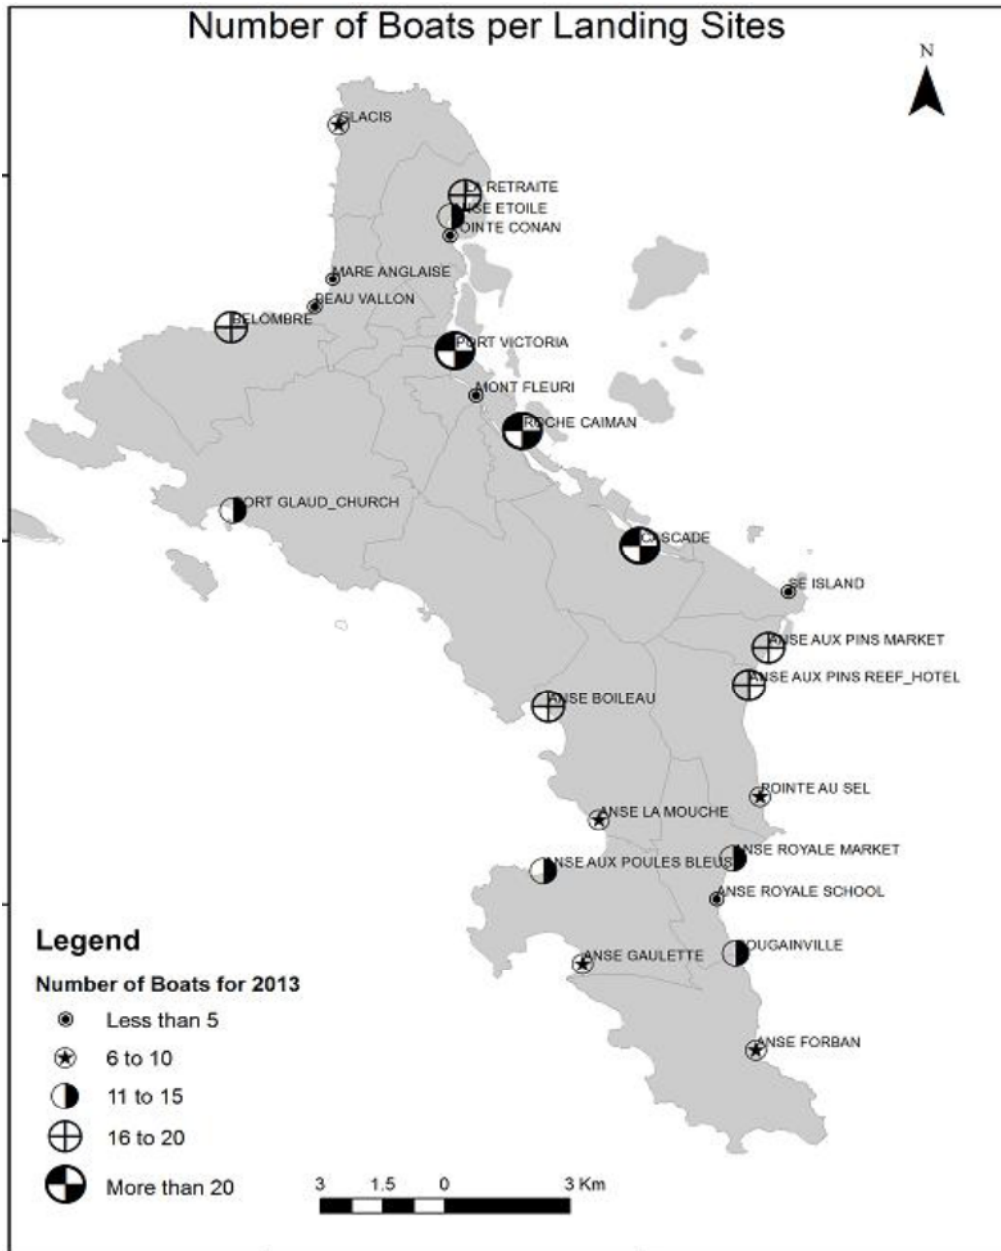 Number of Boats per Landing Sites
N
GLACIS
LA RETRAITE
ANSE ETOILE
POINTE CONAN
MARE ANGLAISE
BEAU VALLON
BELOMBRE
PORT VICTORIA
MONT FLEURI
ROCHE CAIMAN
PORT GLAUD_CHURCH
CASCADE
SE ISLAND
ANSE AUX PINS MARKET
ANSE AUX PINS REEF_HOTEL
ANSE BOILEAU
POINTE AU SEL
ANSE LA MOUCHE
ANSE ROYALE MARKET
ANSE AUX POULES BLEUS
ANSE ROYALE SCHOOL
BOUGAINVILLE
ANSE GAULETTE
ANSE FORBAN
Legend
Number of Boats for 2013
Less than 5
6 to 10
11 to 15
16 to 20
More than 20
3 1.5 0 3 Km